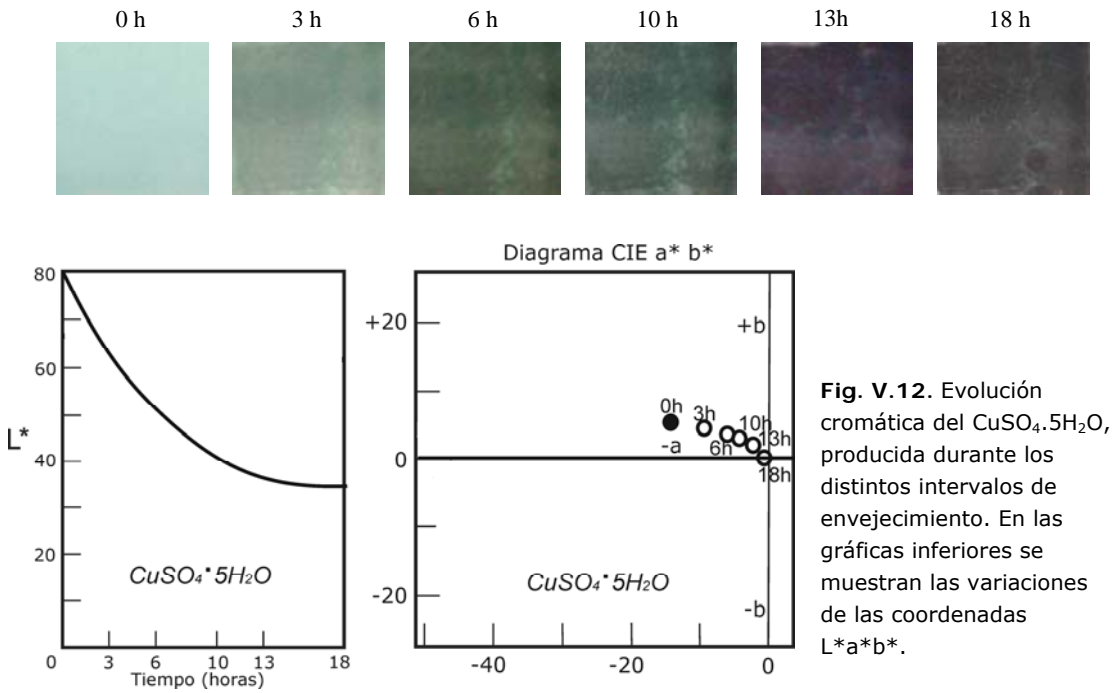 0 h
3 h
6 h
10 h
13h
18 h
80
60
L*
40
20
0
CuSO₄•5H₂O
3
6
10
13
18
Tiempo (horas)
Diagrama CIE a* b*
+20
0
-20
+b
0h
3h
10h
13h
-a
6h
18h
CuSO₄•5H₂O
-b
-40
-20
0
Fig. V.12. Evolución
cromática del CuSO₄.5H₂O,
producida durante los
distintos intervalos de
envejecimiento. En las
gráficas inferiores se
muestran las variaciones
de las coordenadas
L*a*b*.